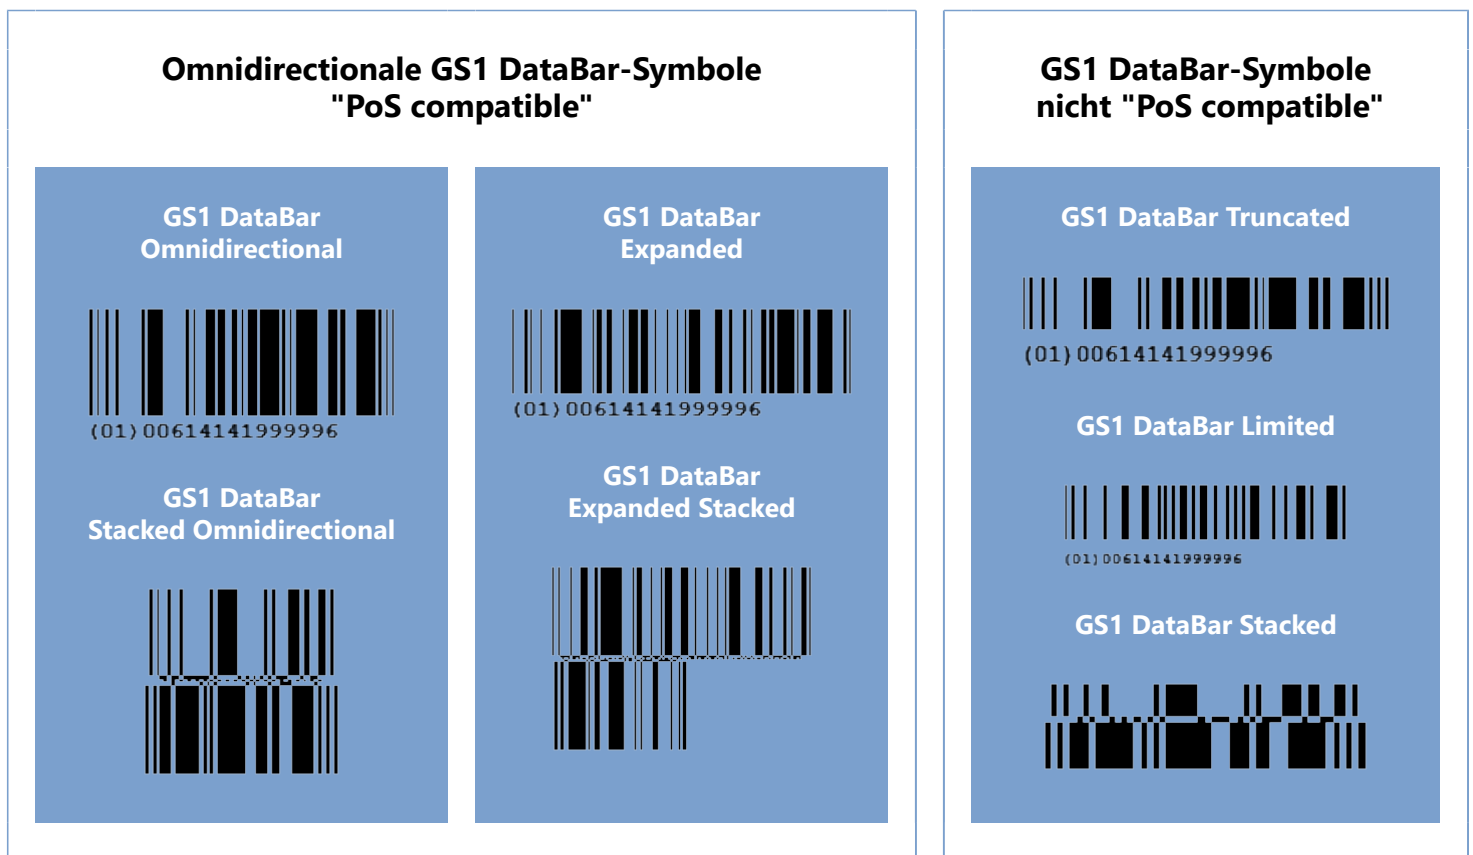 Omnidirectionale GS1 DataBar-Symbole
"PoS compatible"
GS1 DataBar
Omnidirectional
(01)00614141999996
GS1 DataBar
Stacked Omnidirectional
GS1 DataBar
Expanded
(01)00614141999996
GS1 DataBar
Expanded Stacked
GS1 DataBar-Symbole
nicht "PoS compatible"
GS1 DataBar Truncated
(01)00614141999996
GS1 DataBar Limited
(01)00614141999996
GS1 DataBar Stacked